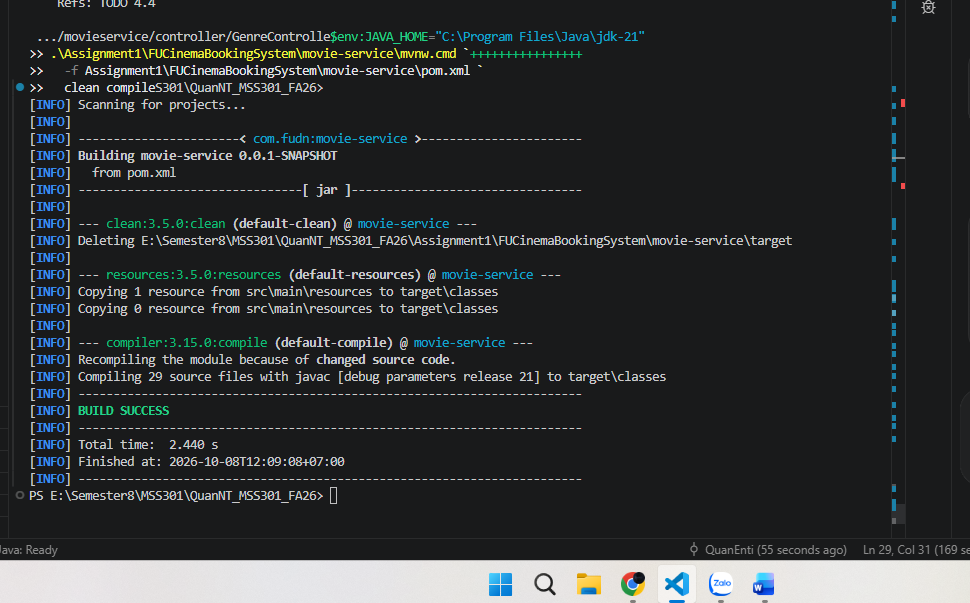 Refs: TODO 4.4
.../movieservice/controller/GenreControlle$env:JAVA_HOME="C:\Program Files\Java\jdk-21"
>> .\Assignment1\FUCinemaBookingSystem\movie-service\mvnw.cmd `+++++++++++++++
>>   -f Assignment1\FUCinemaBookingSystem\movie-service\pom.xml `
>>   clean compileS301\QuanNT_MSS301_FA26>
[INFO] Scanning for projects...
[INFO]
[INFO] -----------------------< com.fudn:movie-service >-----------------------
[INFO] Building movie-service 0.0.1-SNAPSHOT
[INFO]   from pom.xml
[INFO] --------------------------------[ jar ]---------------------------------
[INFO]
[INFO] --- clean:3.5.0:clean (default-clean) @ movie-service ---
[INFO] Deleting E:\Semester8\MSS301\QuanNT_MSS301_FA26\Assignment1\FUCinemaBookingSystem\movie-service\target
[INFO]
[INFO] --- resources:3.5.0:resources (default-resources) @ movie-service ---
[INFO] Copying 1 resource from src\main\resources to target\classes
[INFO] Copying 0 resource from src\main\resources to target\classes
[INFO]
[INFO] --- compiler:3.15.0:compile (default-compile) @ movie-service ---
[INFO] Recompiling the module because of changed source code.
[INFO] Compiling 29 source files with javac [debug parameters release 21] to target\classes
[INFO] ------------------------------------------------------------------------
[INFO] BUILD SUCCESS
[INFO] ------------------------------------------------------------------------
[INFO] Total time:  2.440 s
[INFO] Finished at: 2026-10-08T12:09:08+07:00
[INFO] ------------------------------------------------------------------------
PS E:\Semester8\MSS301\QuanNT_MSS301_FA26>
Java: Ready
QuanEnti (55 seconds ago)
Ln 29, Col 31 (169 se
Zalo
W